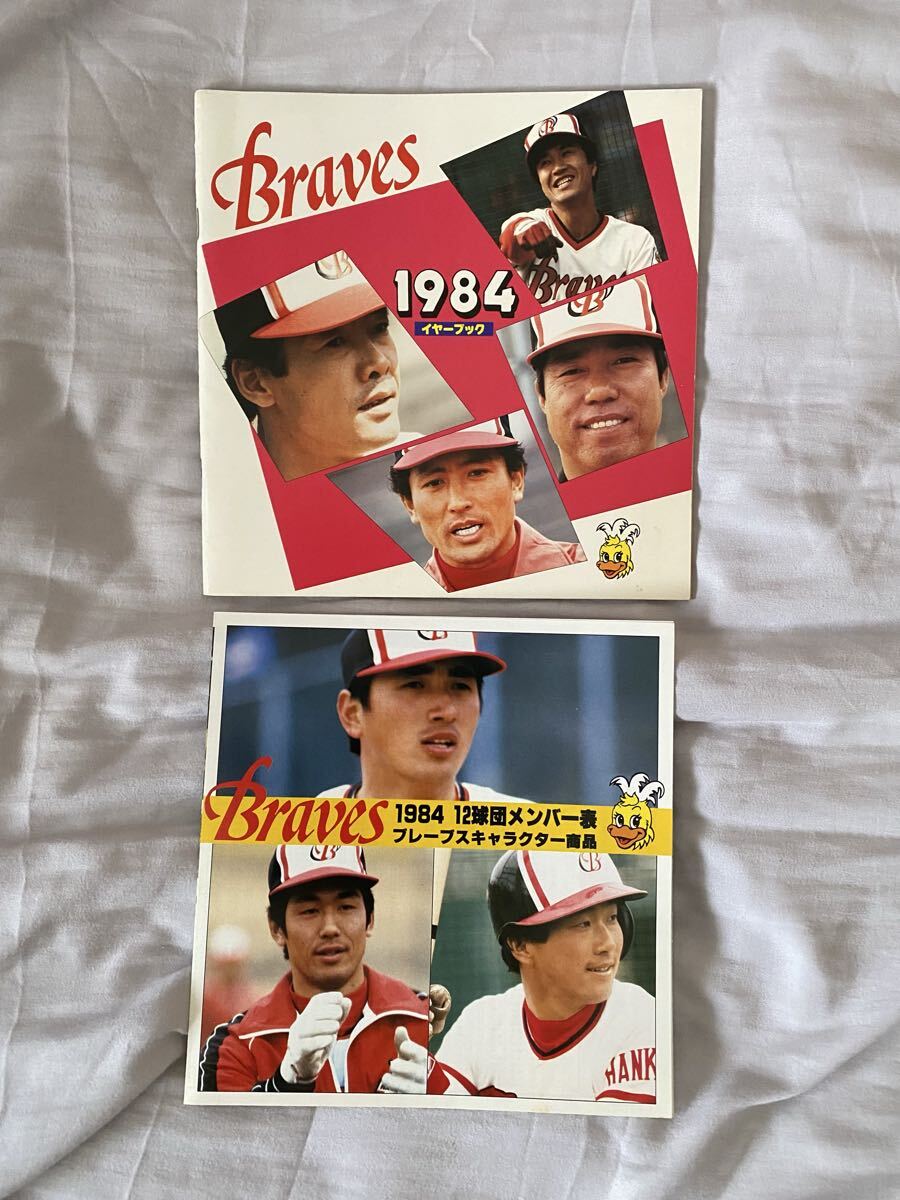 Braves
B
Braves
B
B
1984
イヤーブック
B
Braves
1984 12球団メンバー表
ブレーブスキャラクター商品
B
B
HANK